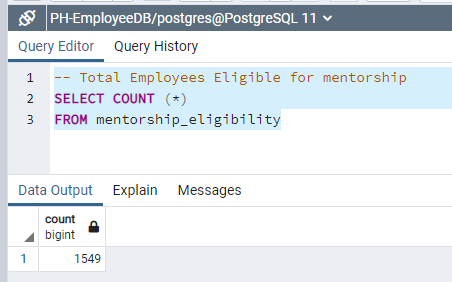 PH-EmployeeDB/postgres@PostgreSQL 11
Query Editor Query History
1 -- Total Employees Eligible for mentorship
2 SELECT COUNT (*)
3 FROM mentorship_eligibility
Data Output Explain Messages
count
bigint
1 1549